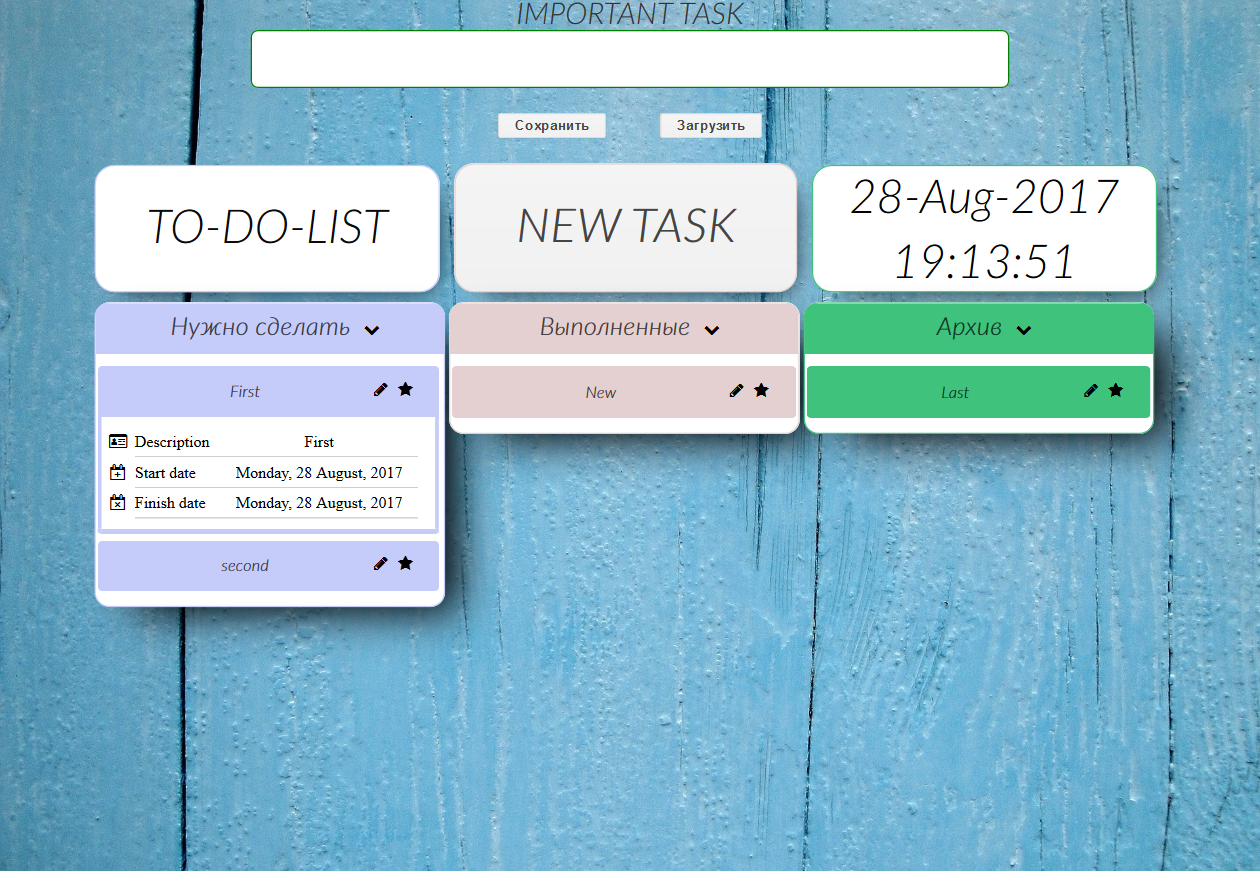 IMPORTANT TASK
Сохранить
Загрузить
TO-DO-LIST
NEW TASK
28-Aug-2017
19:13:51
Нужно сделать
Выполненные
Архив
First
New
Last
Description First
Start date Monday, 28 August, 2017
Finish date Monday, 28 August, 2017
second